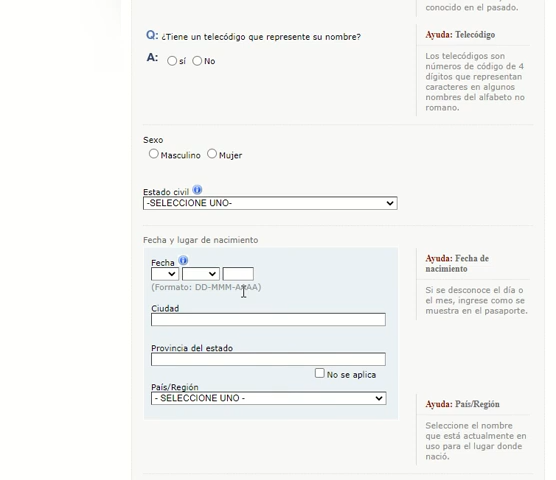 conocido en el pasado.
Q: ¿Tiene un telecódigo que represente su nombre?
A: sí No
Ayuda: Telecódigo
Los telecódigos son
números de código de 4
dígitos que representan
caracteres en algunos
nombres del alfabeto no
romano.
Sexo
Masculino Mujer
Estado civil
-SELECCIONE UNO-
Fecha y lugar de nacimiento
Fecha
(Formato: DD-MMM-AAAA)
Ciudad
Provincia del estado
No se aplica
País/Región
- SELECCIONE UNO -
Ayuda: Fecha de
nacimiento
Si se desconoce el día o
el mes, ingrese como se
muestra en el pasaporte.
Ayuda: País/Región
Seleccione el nombre
que está actualmente en
uso para el lugar donde
nació.